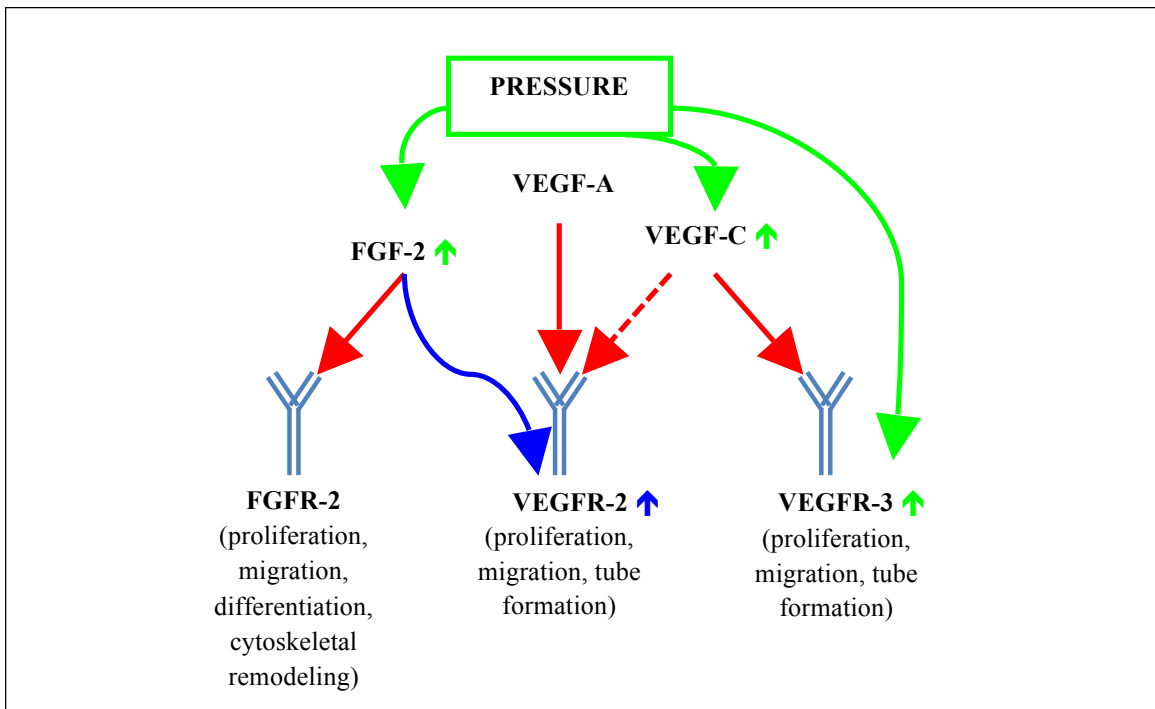 PRESSURE
VEGF-A
FGF-2
VEGF-C
FGFR-2
(proliferation,
migration,
differentiation,
cytoskeletal
remodeling)
VEGFR-2
(proliferation,
migration, tube
formation)
VEGFR-3
(proliferation,
migration, tube
formation)